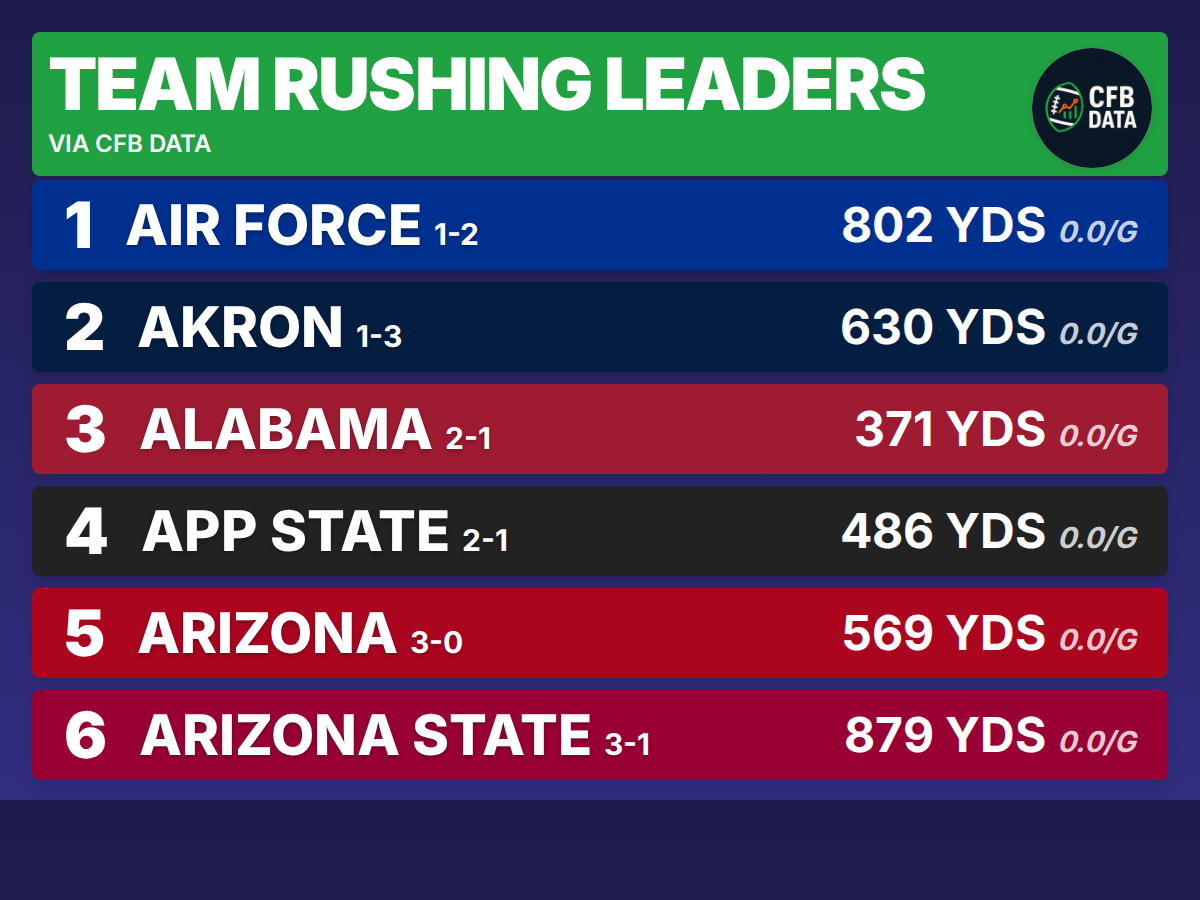 TEAM RUSHING LEADERS
VIA CFB DATA
CFB
DATA
1 AIR FORCE 1-2 802 YDS 0.0/G
2 AKRON 1-3 630 YDS 0.0/G
3 ALABAMA 2-1 371 YDS 0.0/G
4 APP STATE 2-1 486 YDS 0.0/G
5 ARIZONA 3-0 569 YDS 0.0/G
6 ARIZONA STATE 3-1 879 YDS 0.0/G